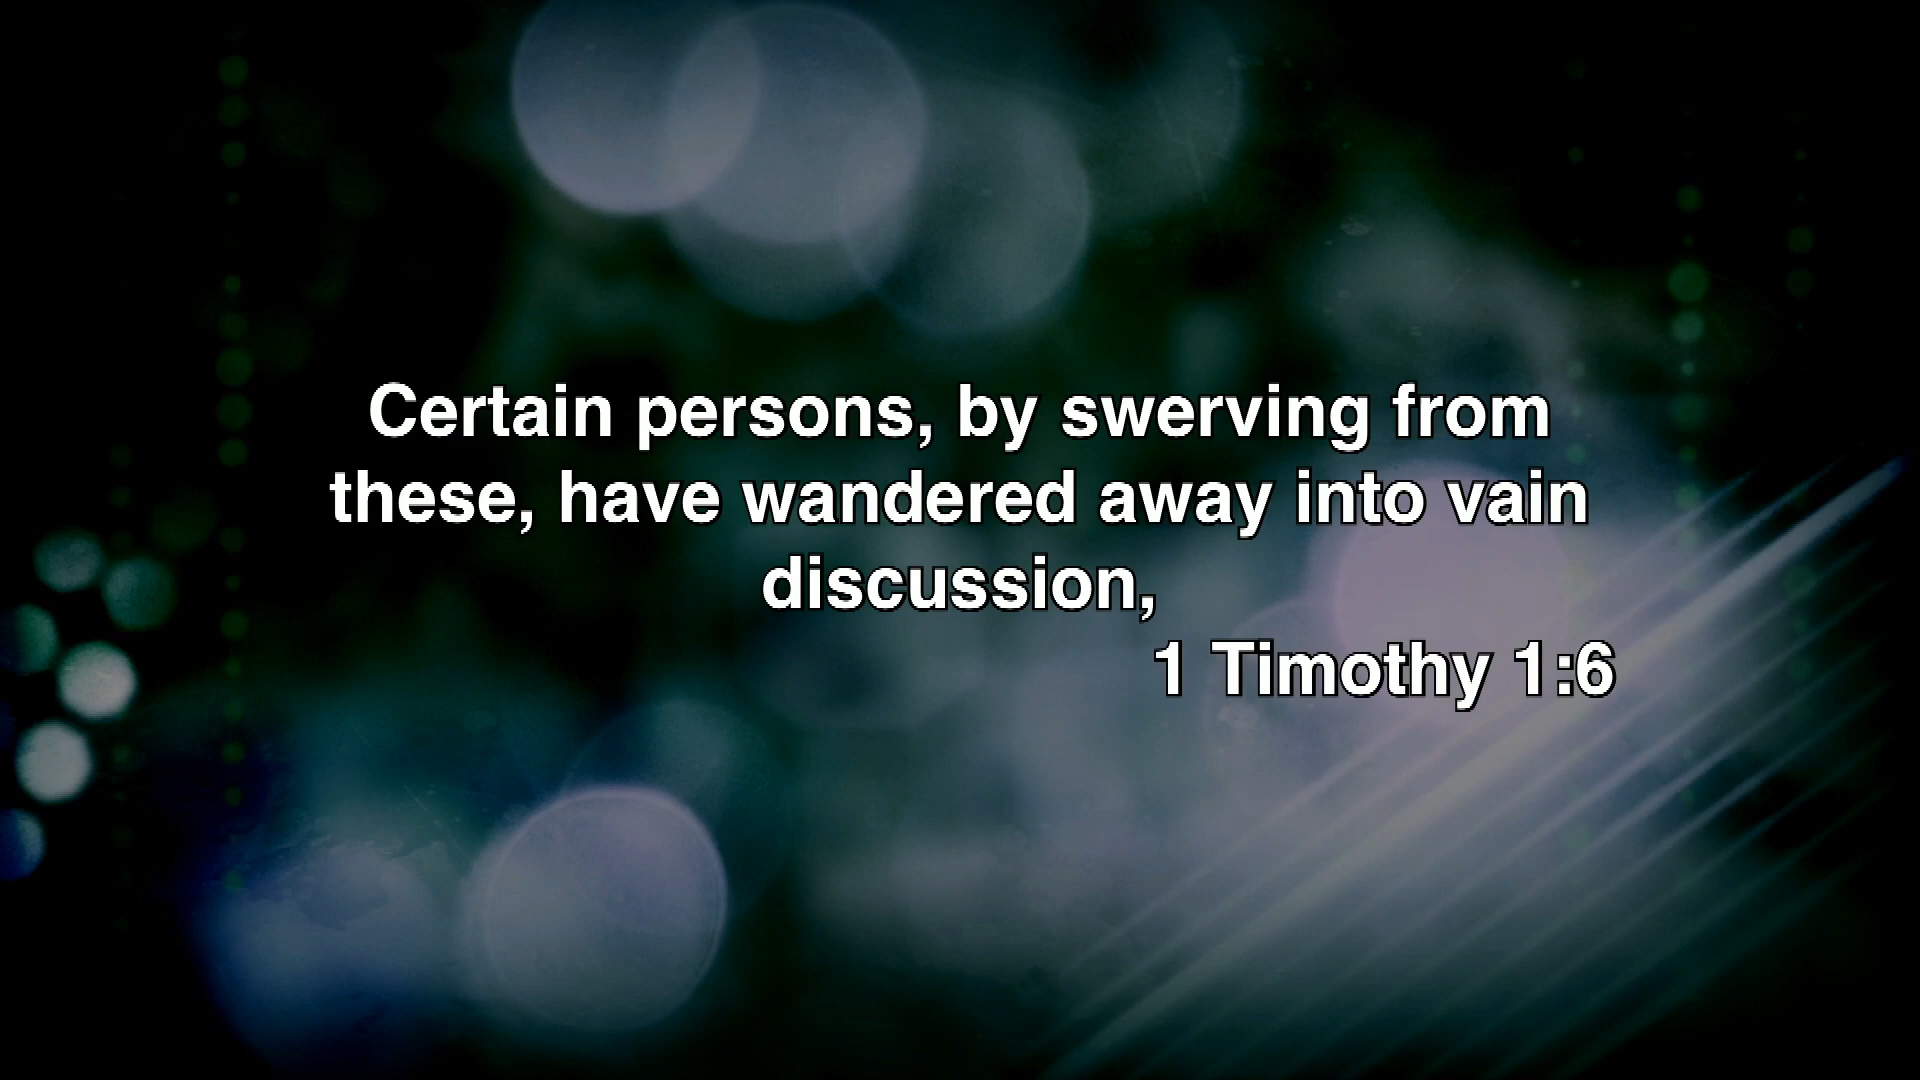 Certain persons, by swerving from
these, have wandered away into vain
discussion,
1 Timothy 1:6